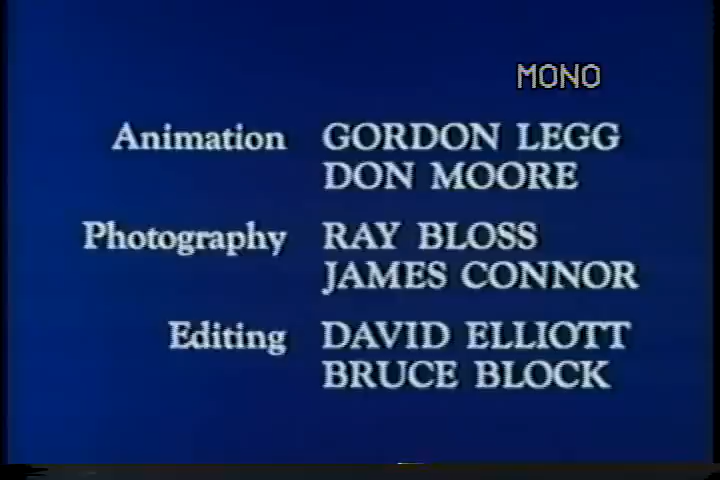 MONO
Animation GORDON LEGG
DON MOORE
Photography RAY BLOSS
JAMES CONNOR
Editing DAVID ELLIOTT
BRUCE BLOCK